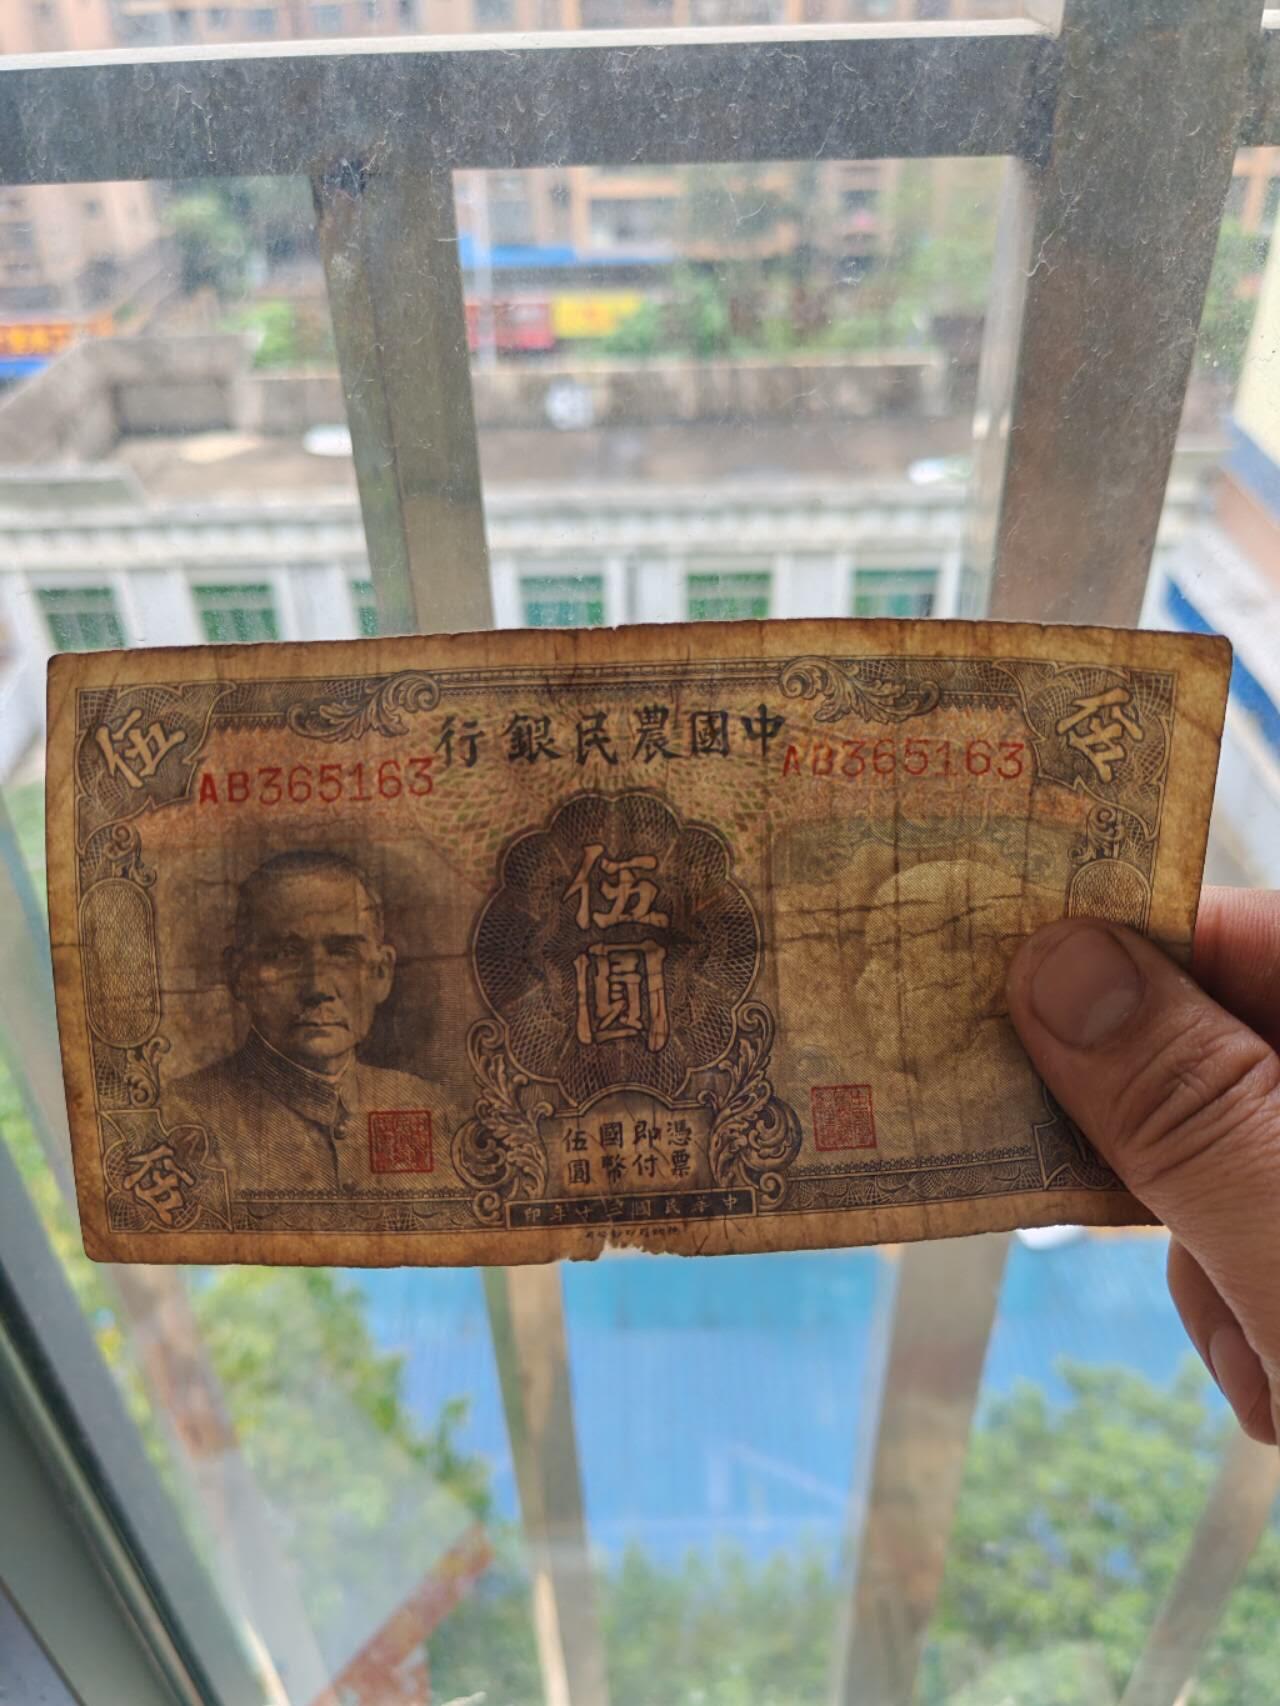 中國農民銀行
伍
伍
AB365163
AB365163
伍圓
憑票即付國幣伍圓
中華民國三十年印
伍